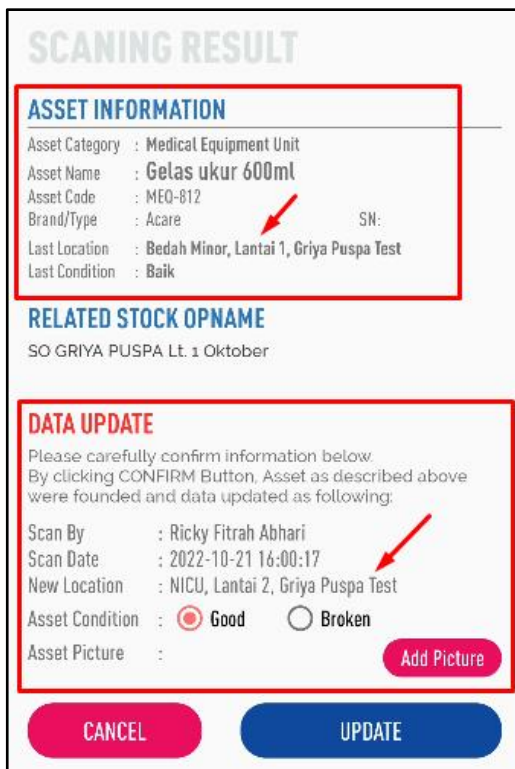 SCANING RESULT
ASSET INFORMATION
Asset Category : Medical Equipment Unit
Asset Name : Gelas ukur 600ml
Asset Code : MEQ-812
Brand/Type : Acare SN:
Last Location : Bedah Minor, Lantai 1, Griya Puspa Test
Last Condition : Baik
RELATED STOCK OPNAME
SO GRIYA PUSPA Lt. 1 Oktober
DATA UPDATE
Please carefully confirm information below.
By clicking CONFIRM Button, Asset as described above
were founded and data updated as following:
Scan By : Ricky Fitrah Abhari
Scan Date : 2022-10-21 16:00:17
New Location : NICU, Lantai 2, Griya Puspa Test
Asset Condition : Good Broken
Asset Picture : Add Picture
CANCEL UPDATE